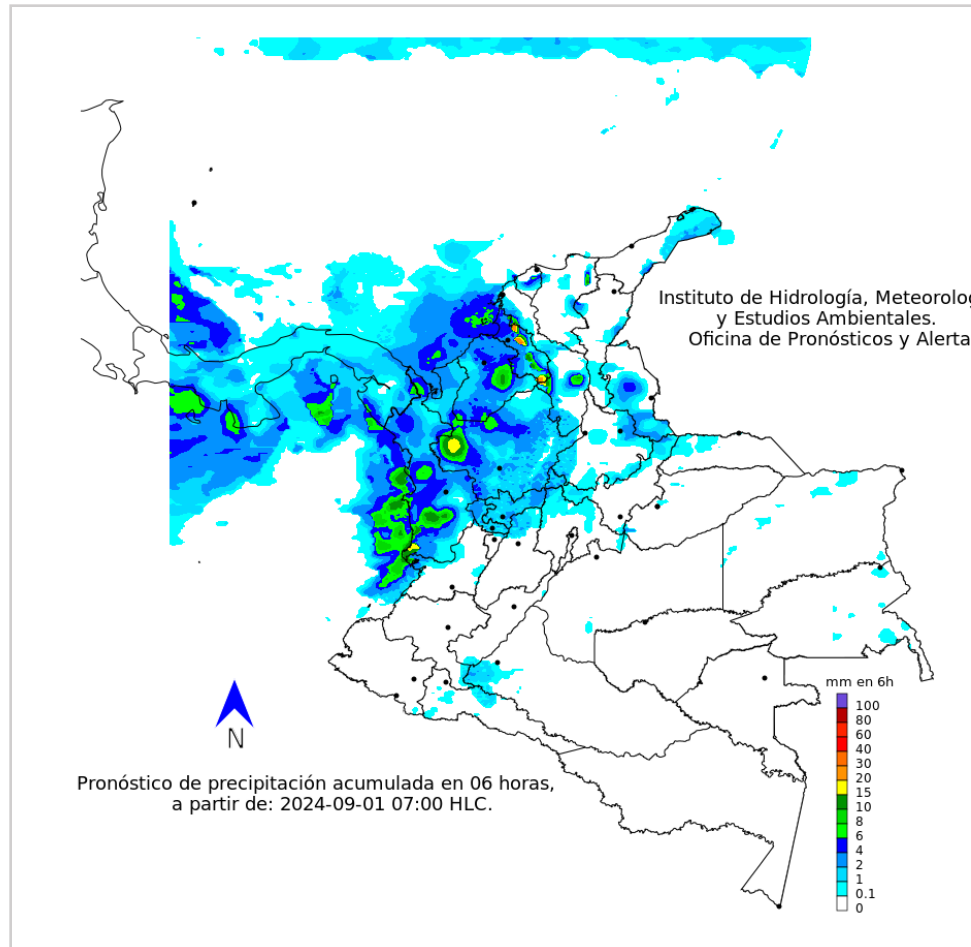 Instituto de Hidrología, Meteorolog
y Estudios Ambientales.
Oficina de Pronósticos y Alerta
N
Pronóstico de precipitación acumulada en 06 horas,
a partir de: 2024-09-01 07:00 HLC.
mm en 6h
100
80
60
40
30
20
15
10
8
6
4
2
1
0.1
0